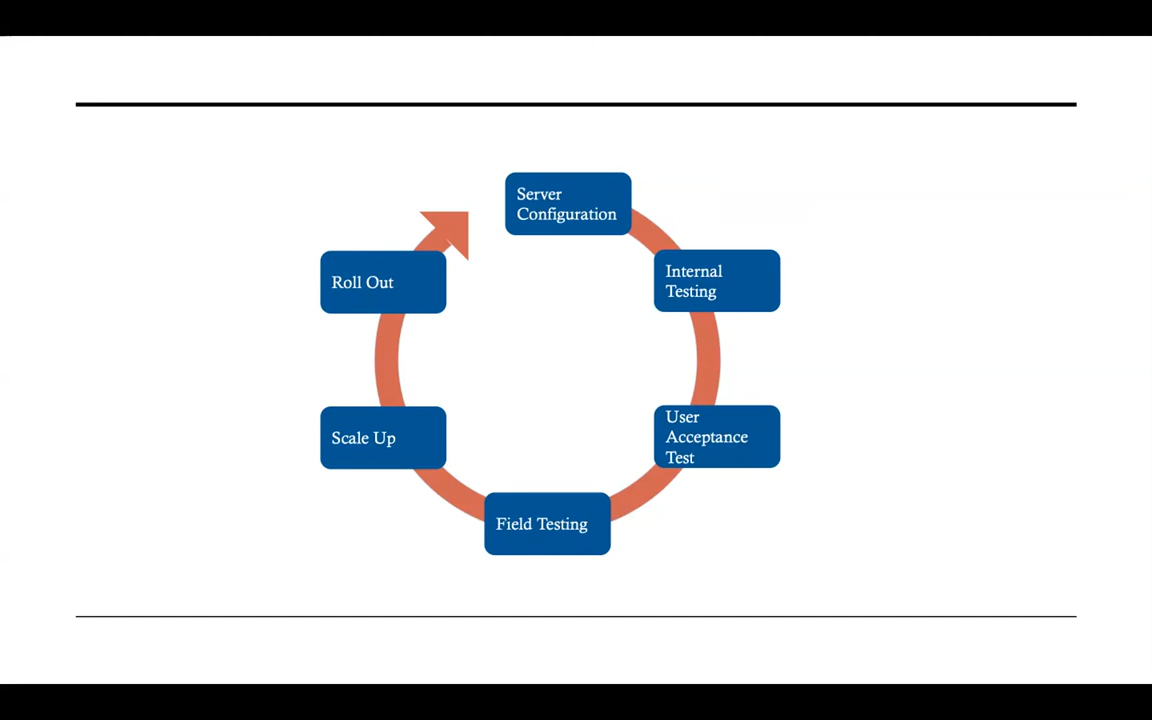 Server
Configuration
Internal
Testing
User
Acceptance
Test
Field Testing
Scale Up
Roll Out